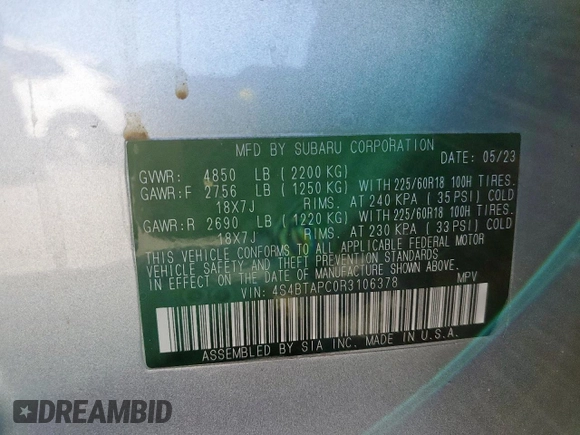 MFD BY SUBARU CORPORATION
GVWR: 4850 LB (2200 KG) DATE: 05/23
GAWR:F 2756 LB (1250 KG) WITH 225/60R18 100H TIRES.
18X7J RIMS. AT 240 KPA (35 PSI) COLD
GAWR:R 2690 LB (1220 KG) WITH 225/60R18 100H TIRES.
18X7J RIMS. AT 230 KPA (33 PSI) COLD
THIS VEHICLE CONFORMS TO ALL APPLICABLE FEDERAL MOTOR
VEHICLE SAFETY AND THEFT PREVENTION STANDARDS
IN EFFECT ON THE DATE OF MANUFACTURE SHOWN ABOVE.
VIN: 4S4BTAPC0R3106378 MPV
ASSEMBLED BY SIA INC. MADE IN U.S.A.
DREAMBID